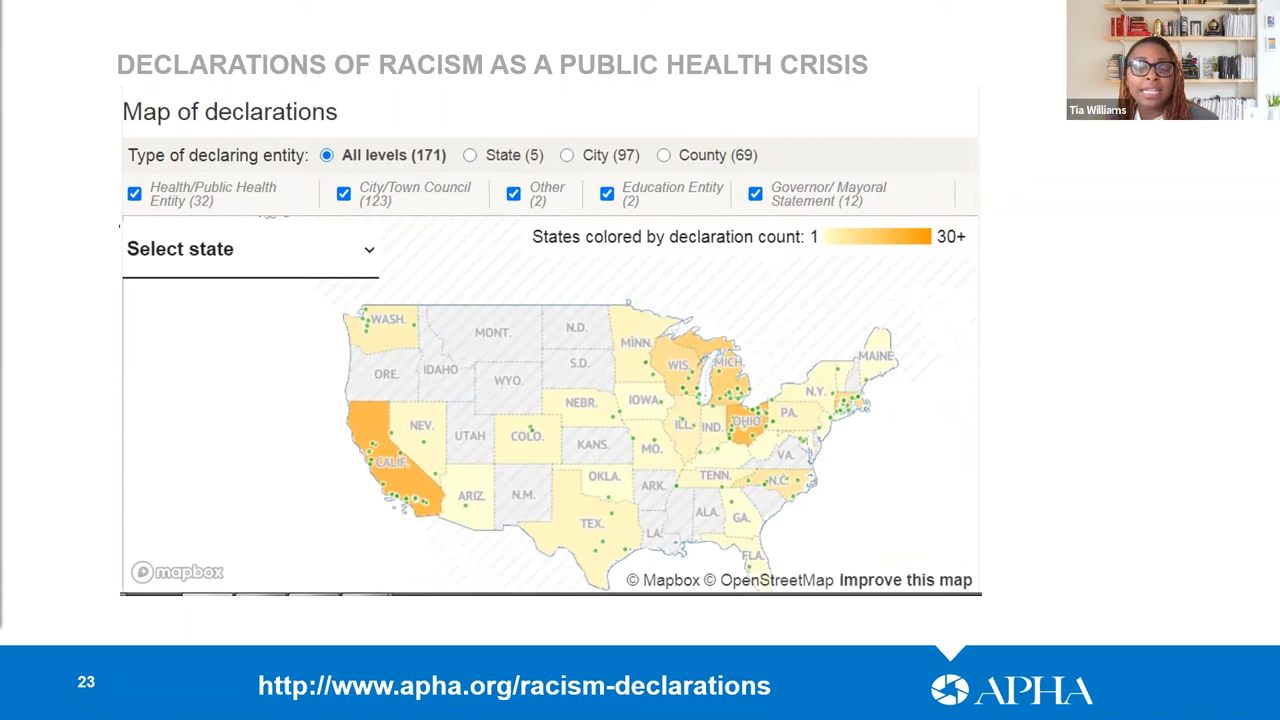 DECLARATIONS OF RACISM AS A PUBLIC HEALTH CRISIS
Tia Williams
Map of declarations
Type of declaring entity: All levels (171) State (5) City (97) County (69)
Health/Public Health
Entity (32)
City/Town Council
(123)
Other
(2)
Education Entity
(2)
Governor/ Mayoral
Statement (12)
Select state
States colored by declaration count: 1 30+
WASH.
MONT.
N.D.
MINN.
ORE.
IDAHO
S.D.
WIS.
MICH.
MAINE
WYO.
N.Y.
NEBR.
IOWA
PA.
NEV.
UTAH
COLO.
ILL.
IND.
OHIO
KANS.
MO.
VA.
CALIF.
OKLA.
TENN.
N.C.
ARIZ.
N.M.
ARK.
TEX.
LA.
ALA.
GA.
FLA.
mapbox
© Mapbox © OpenStreetMap Improve this map
23
http://www.apha.org/racism-declarations
APHA